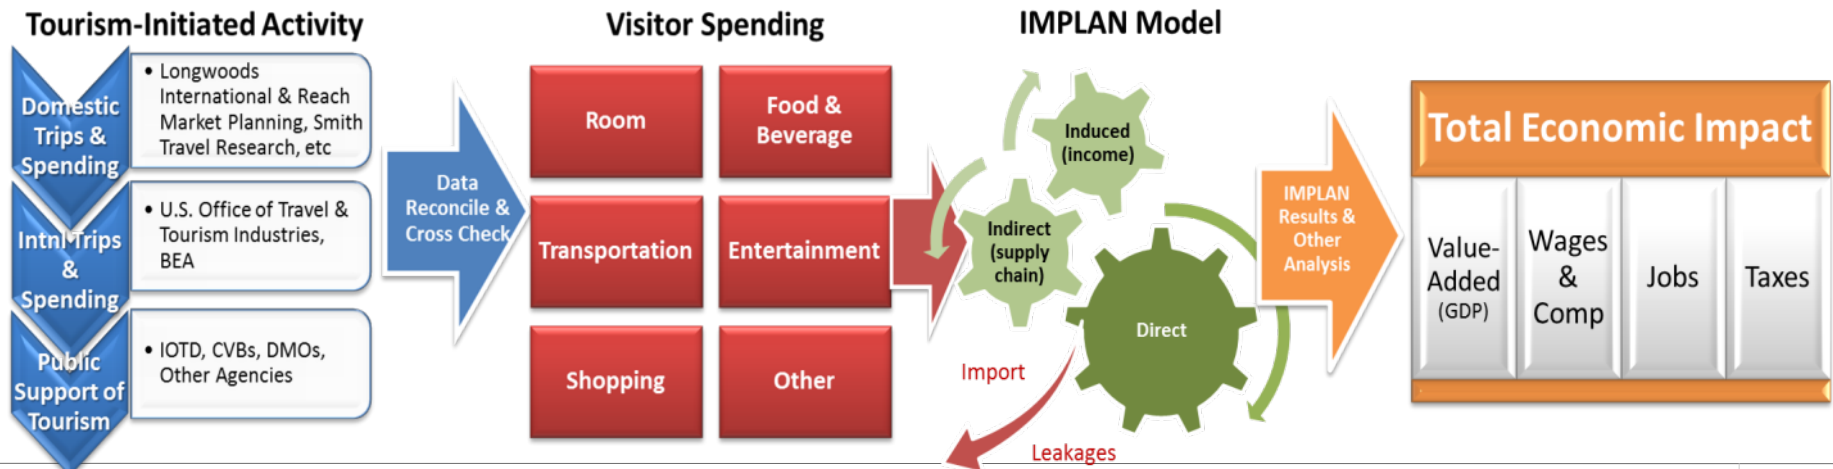 Tourism-Initiated Activity
Domestic
Trips &
Spending
• Longwoods
International & Reach
Market Planning, Smith
Travel Research, etc
Intnl Trips
&
Spending
• U.S. Office of Travel &
Tourism Industries,
BEA
Public
Support of
Tourism
• IOTD, CVBs, DMOs,
Other Agencies
Data
Reconcile &
Cross Check
Visitor Spending
Room
Food &
Beverage
Transportation
Entertainment
Shopping
Other
IMPLAN Model
Induced
(income)
Indirect
(supply
chain)
Direct
Import
Leakages
IMPLAN
Results &
Other
Analysis
Total Economic Impact
Value-
Added
(GDP)
Wages
&
Comp
Jobs
Taxes